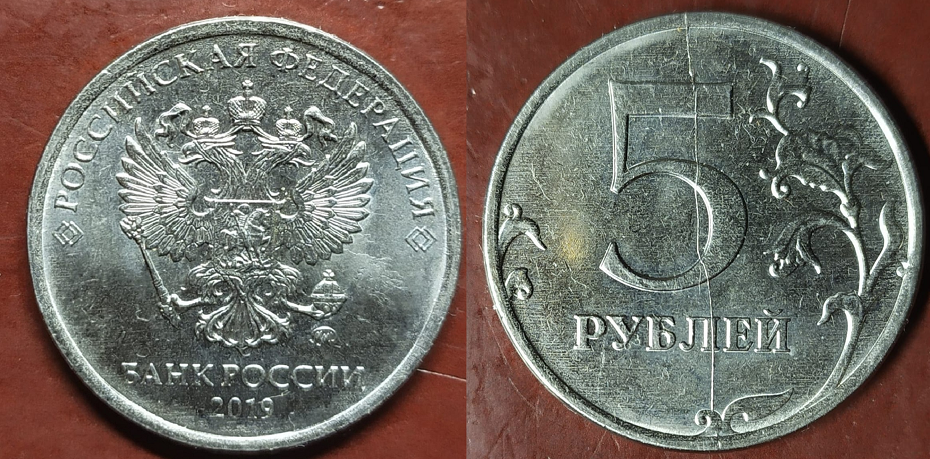 РОССИЙСКАЯ ФЕДЕРАЦИЯ
БАНК РОССИИ
2019
5
РУБЛЕЙ